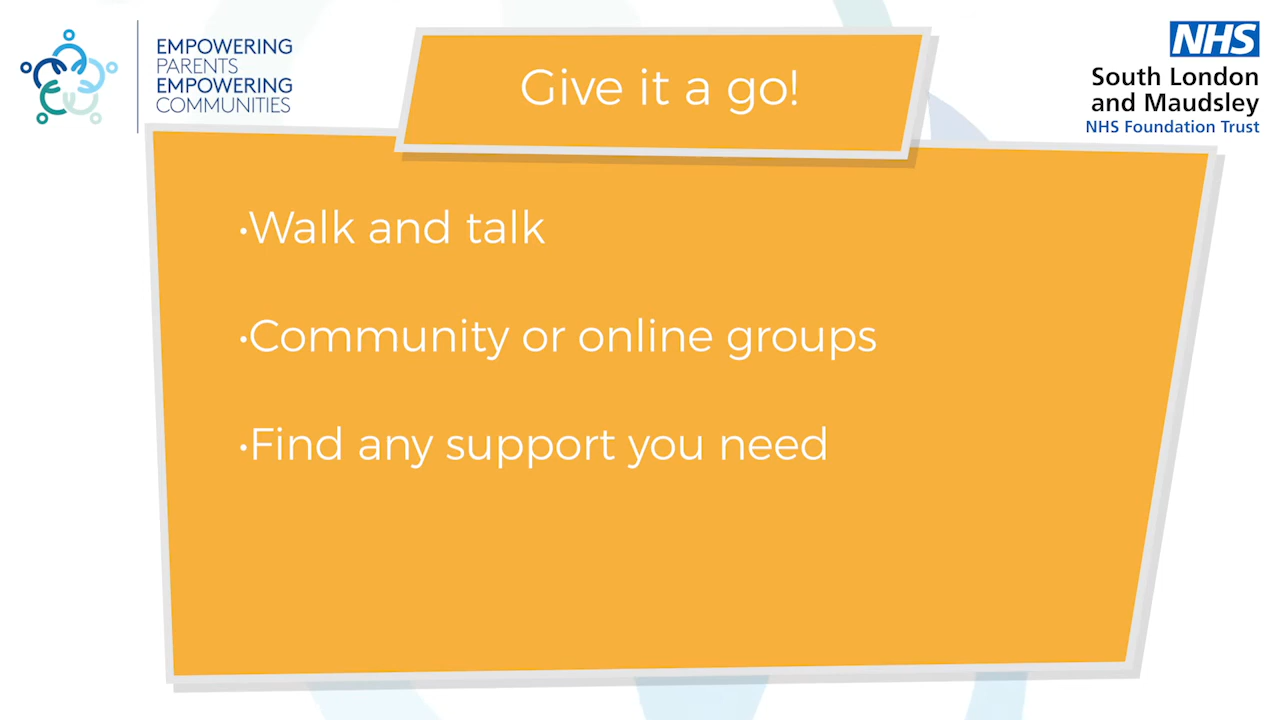 EMPOWERING
PARENTS
EMPOWERING
COMMUNITIES
Give it a go!
NHS
South London
and Maudsley
NHS Foundation Trust
•Walk and talk
•Community or online groups
•Find any support you need